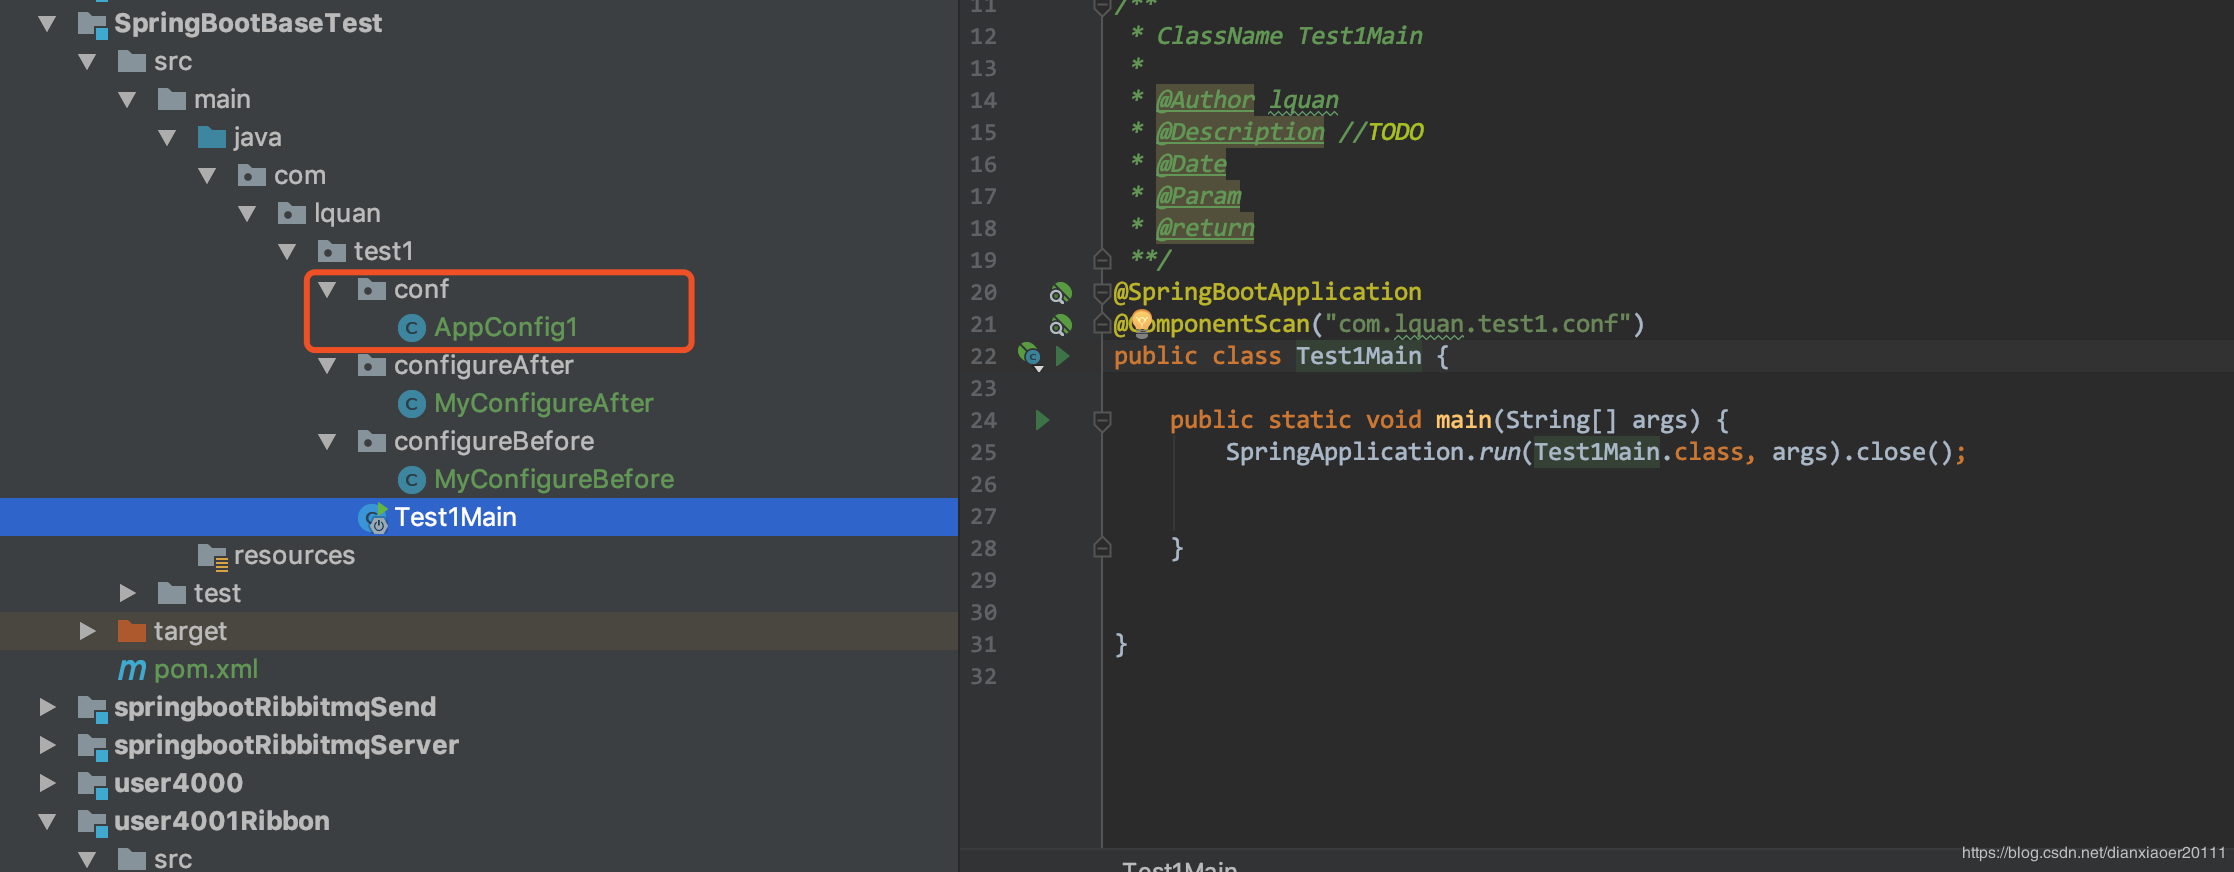 SpringBootBaseTest
src
main
java
com
lquan
test1
conf
AppConfig1
configureAfter
MyConfigureAfter
configureBefore
MyConfigureBefore
Test1Main
resources
test
target
pom.xml
springbootRibbitmqSend
springbootRibbitmqServer
user4000
user4001Ribbon
src
11 /**
12 * ClassName Test1Main
13 *
14 * @Author lquan
15 * @Description //TODO
16 * @Date
17 * @Param
18 * @return
19 **/
20 @SpringBootApplication
21 @ComponentScan("com.lquan.test1.conf")
22 public class Test1Main {
23
24 public static void main(String[] args) {
25 SpringApplication.run(Test1Main.class, args).close();
26
27
28 }
29
30
31 }
32
Test1Main
https://blog.csdn.net/dianxiaoer20111